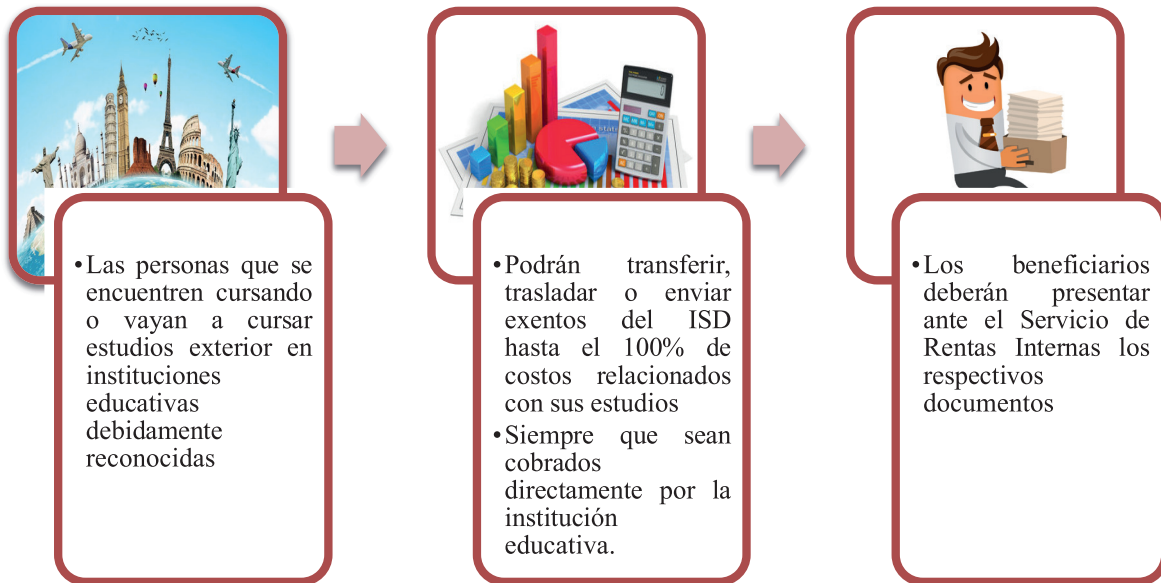 •Las personas que se
encuentren cursando
o vayan a cursar
estudios exterior en
instituciones
educativas
debidamente
reconocidas
•Podrán transferir,
trasladar o enviar
exentos del ISD
hasta el 100% de
costos relacionados
con sus estudios
•Siempre que sean
cobrados
directamente por la
institución
educativa.
•Los beneficiarios
deberán presentar
ante el Servicio de
Rentas Internas los
respectivos
documentos